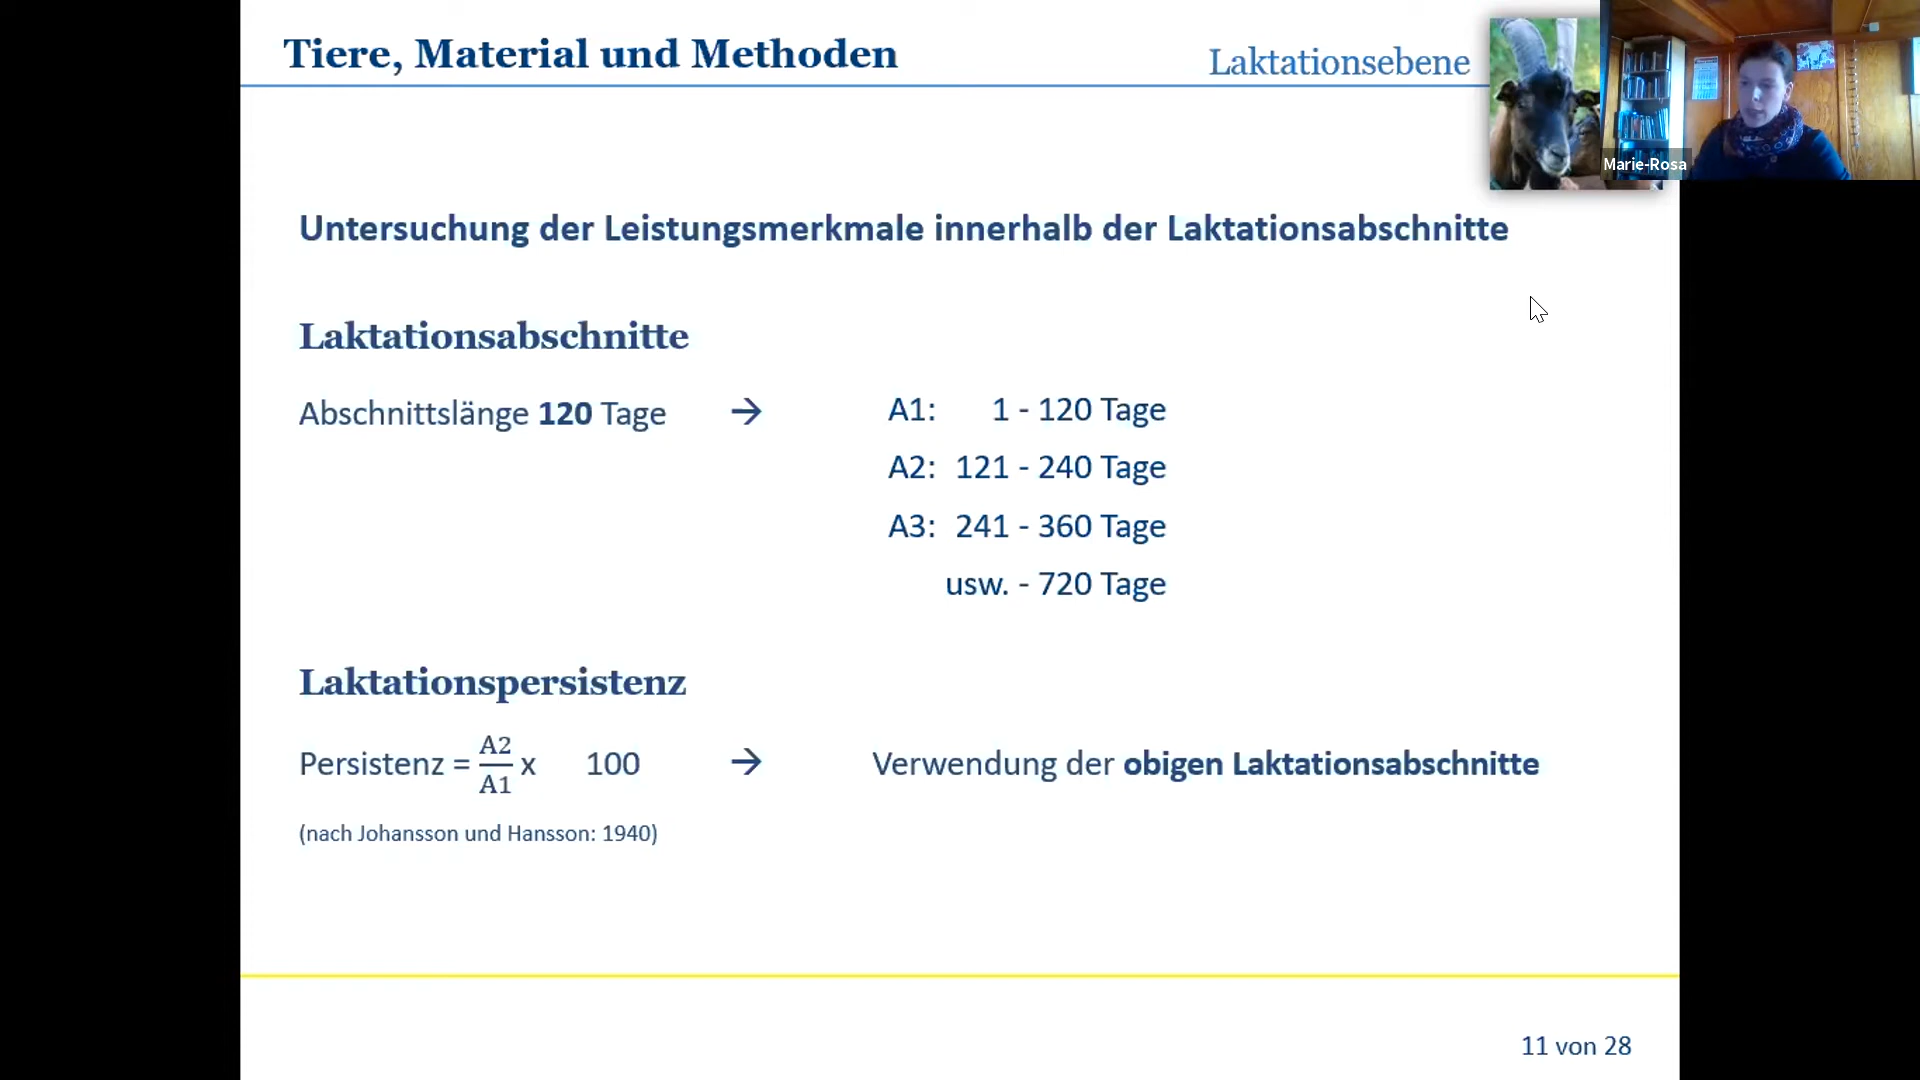 Tiere, Material und Methoden
Laktationsebene
Marie-Rosa
Untersuchung der Leistungsmerkmale innerhalb der Laktationsabschnitte
Laktationsabschnitte
Abschnittslänge 120 Tage → A1: 1 - 120 Tage
A2: 121 - 240 Tage
A3: 241 - 360 Tage
usw. - 720 Tage
Laktationspersistenz
Persistenz = A2/A1 x 100 → Verwendung der obigen Laktationsabschnitte
(nach Johansson und Hansson: 1940)
11 von 28